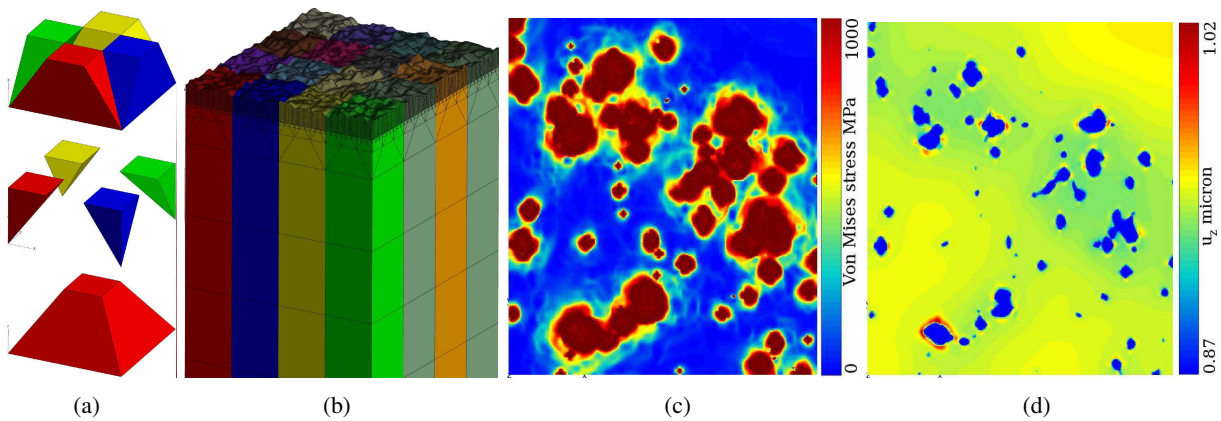 1000
Von Mises stress MPa
0
1.02
u_z micron
0.87
(a)
(b)
(c)
(d)